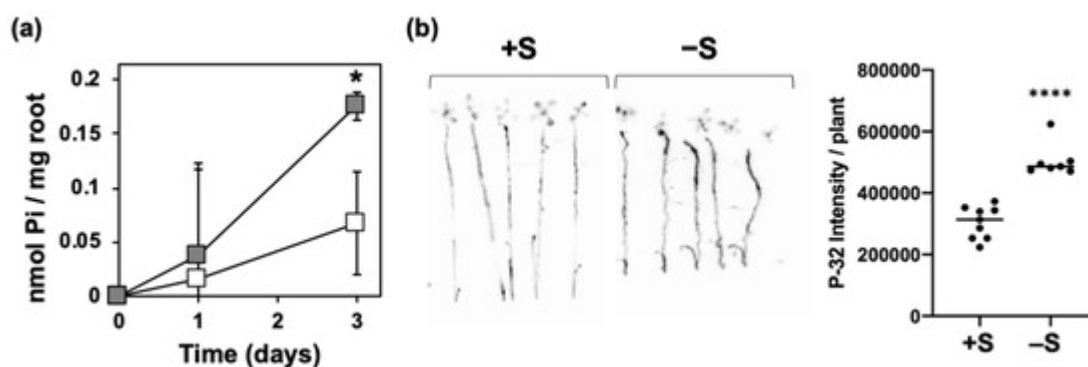 (a)
nmol Pi / mg root
0.2
0.15
0.1
0.05
0
*
0 1 2 3
Time (days)
(b)
+S –S
P-32 Intensity / plant
800000
600000
400000
200000
0
****
+S –S